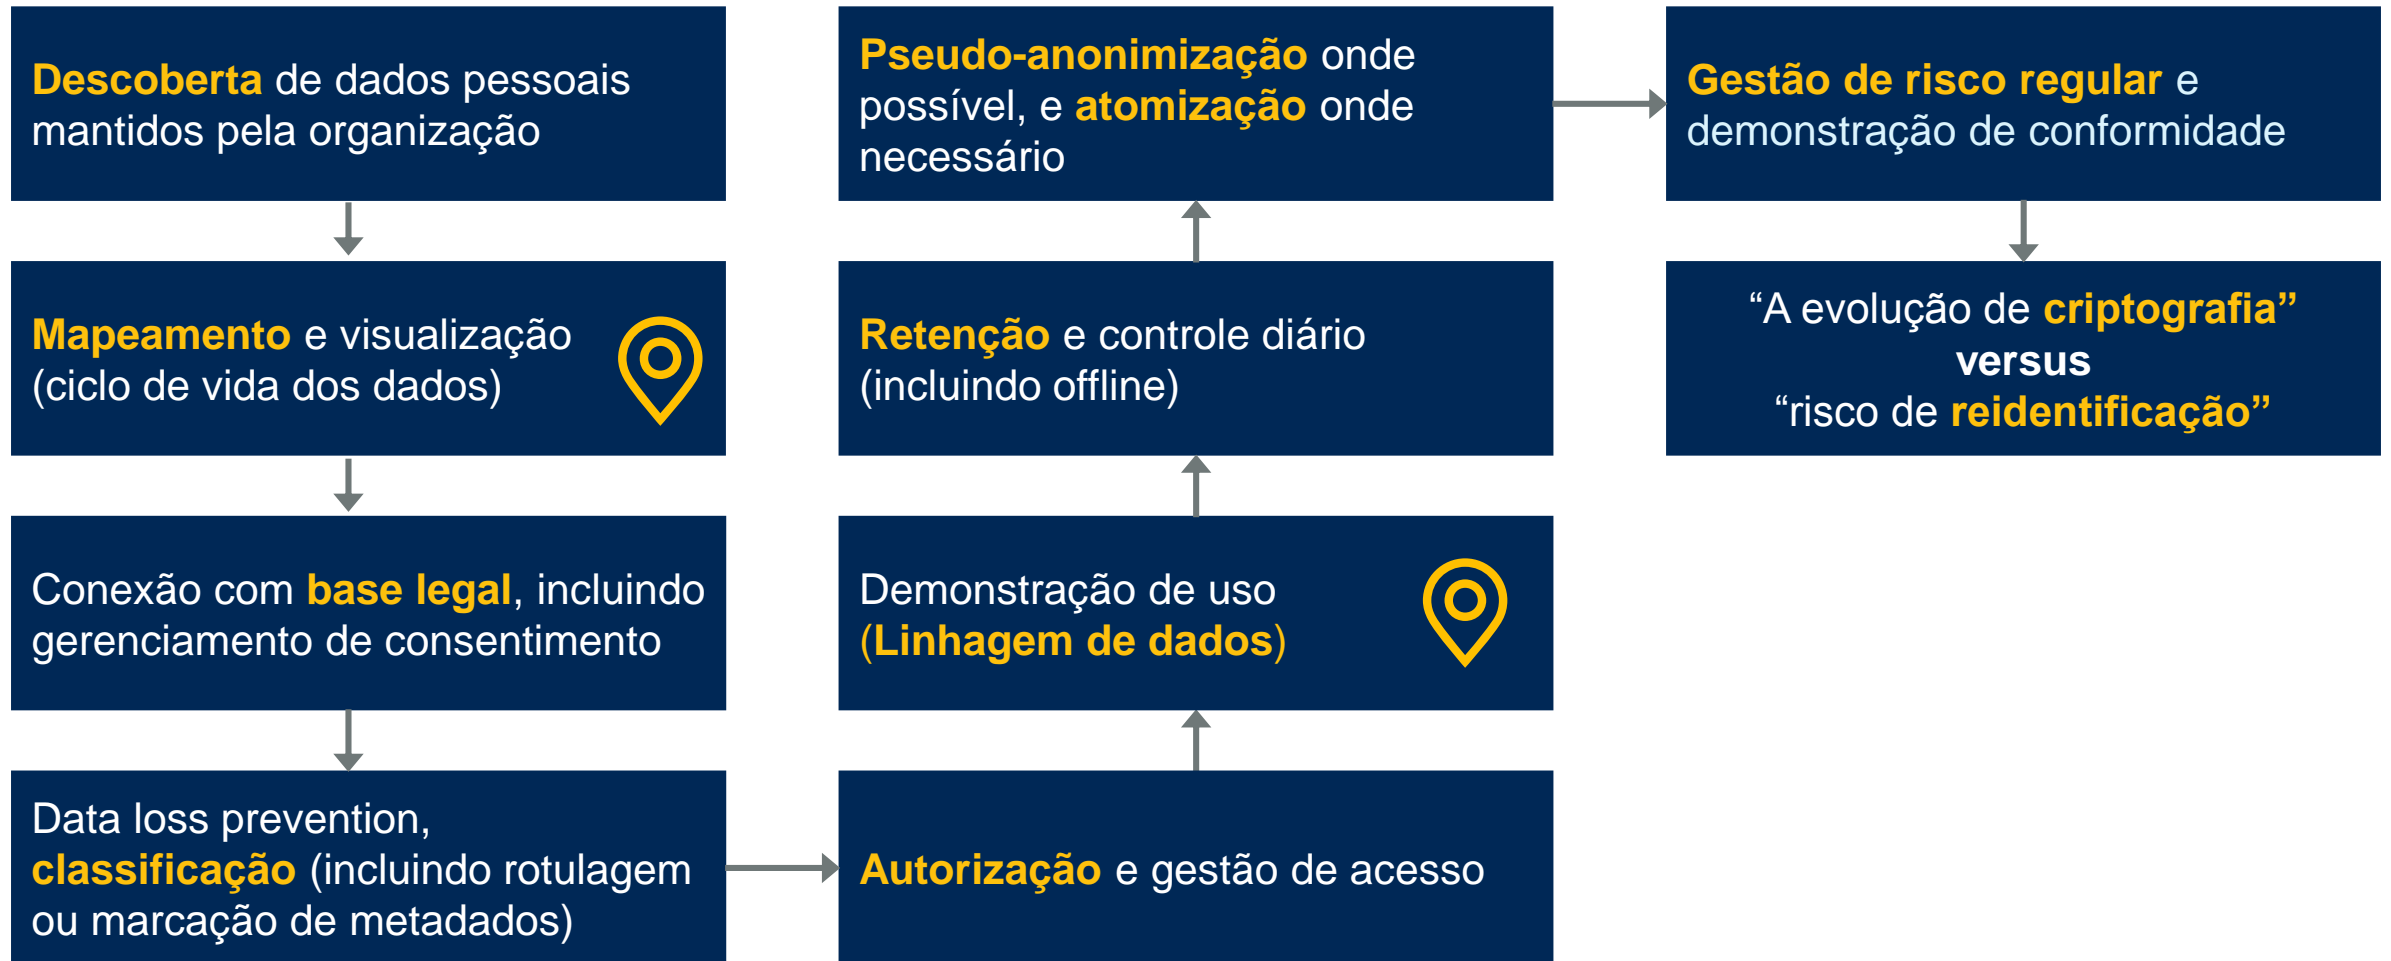 Descoberta de dados pessoais
mantidos pela organização
Mapeamento e visualização
(ciclo de vida dos dados)
Conexão com base legal, incluindo
gerenciamento de consentimento
Data loss prevention,
classificação (incluindo rotulagem
ou marcação de metadados)
Autorização e gestão de acesso
Demonstração de uso
(Linhagem de dados)
Retenção e controle diário
(incluindo offline)
Pseudo-anonimização onde
possível, e atomização onde
necessário
Gestão de risco regular e
demonstração de conformidade
“A evolução de criptografia”
versus
“risco de reidentificação”